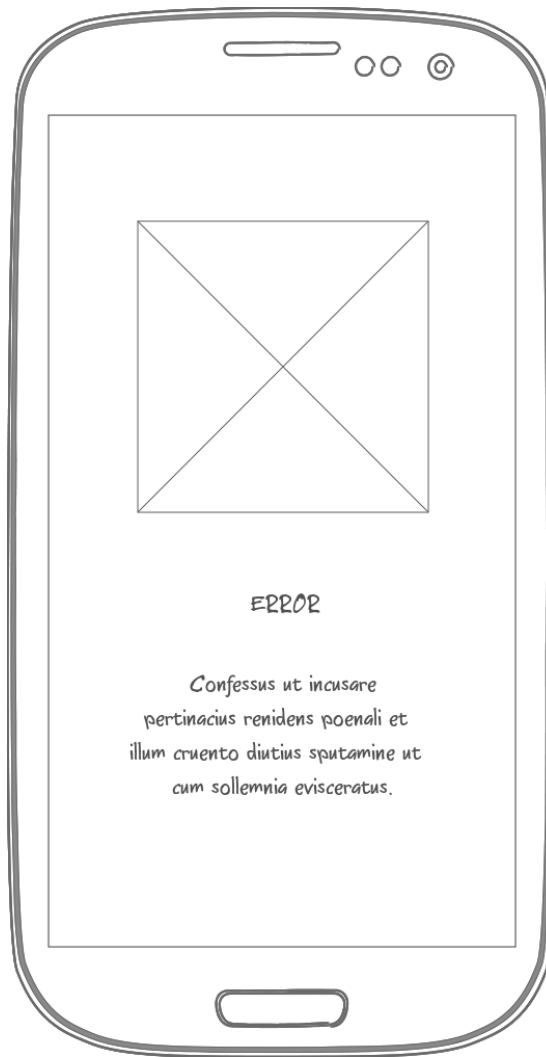 ERROR
Confessus ut incusare
pertinacius renidens poenali et
illum cruento diutius sputamine ut
cum sollemnia evisceratus.